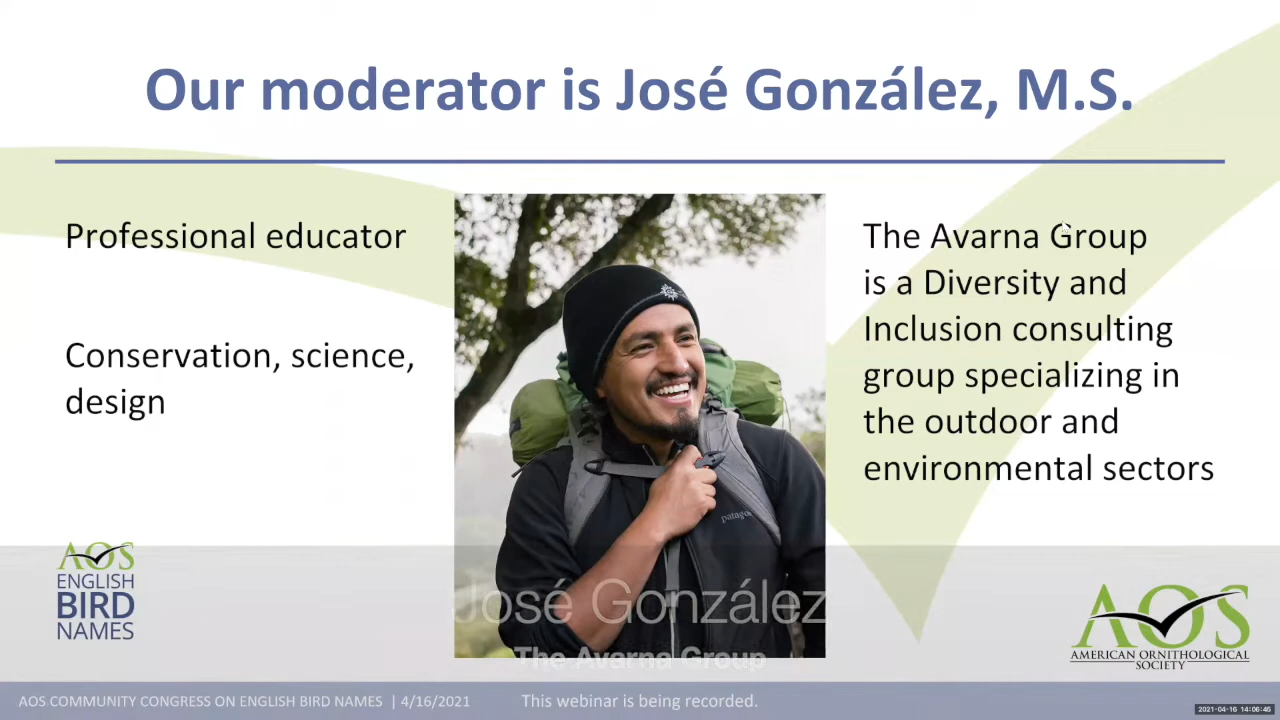 Our moderator is José González, M.S.
Professional educator
Conservation, science,
design
The Avarna Group
is a Diversity and
Inclusion consulting
group specializing in
the outdoor and
environmental sectors
patagonia
José González
The Avarna Group
AOS
ENGLISH
BIRD
NAMES
AOS
AMERICAN ORNITHOLOGICAL
SOCIETY
AOS COMMUNITY CONGRESS ON ENGLISH BIRD NAMES | 4/16/2021
This webinar is being recorded.
2021-04-16 14:06:45